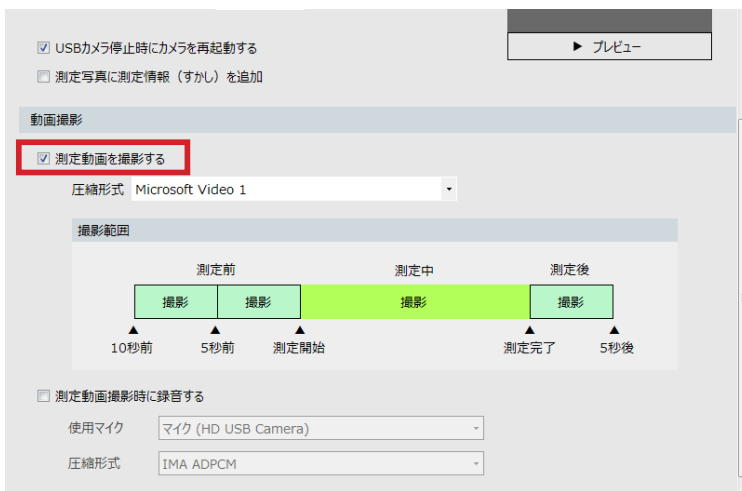 USBカメラ停止時にカメラを再起動する
▶ プレビュー
測定写真に測定情報（すかし）を追加
動画撮影
測定動画を撮影する
圧縮形式 Microsoft Video 1
撮影範囲
測定前 測定中 測定後
撮影 撮影 撮影 撮影
▲ ▲ ▲ ▲ ▲
10秒前 5秒前 測定開始 測定完了 5秒後
測定動画撮影時に録音する
使用マイク マイク (HD USB Camera)
圧縮形式 IMA ADPCM